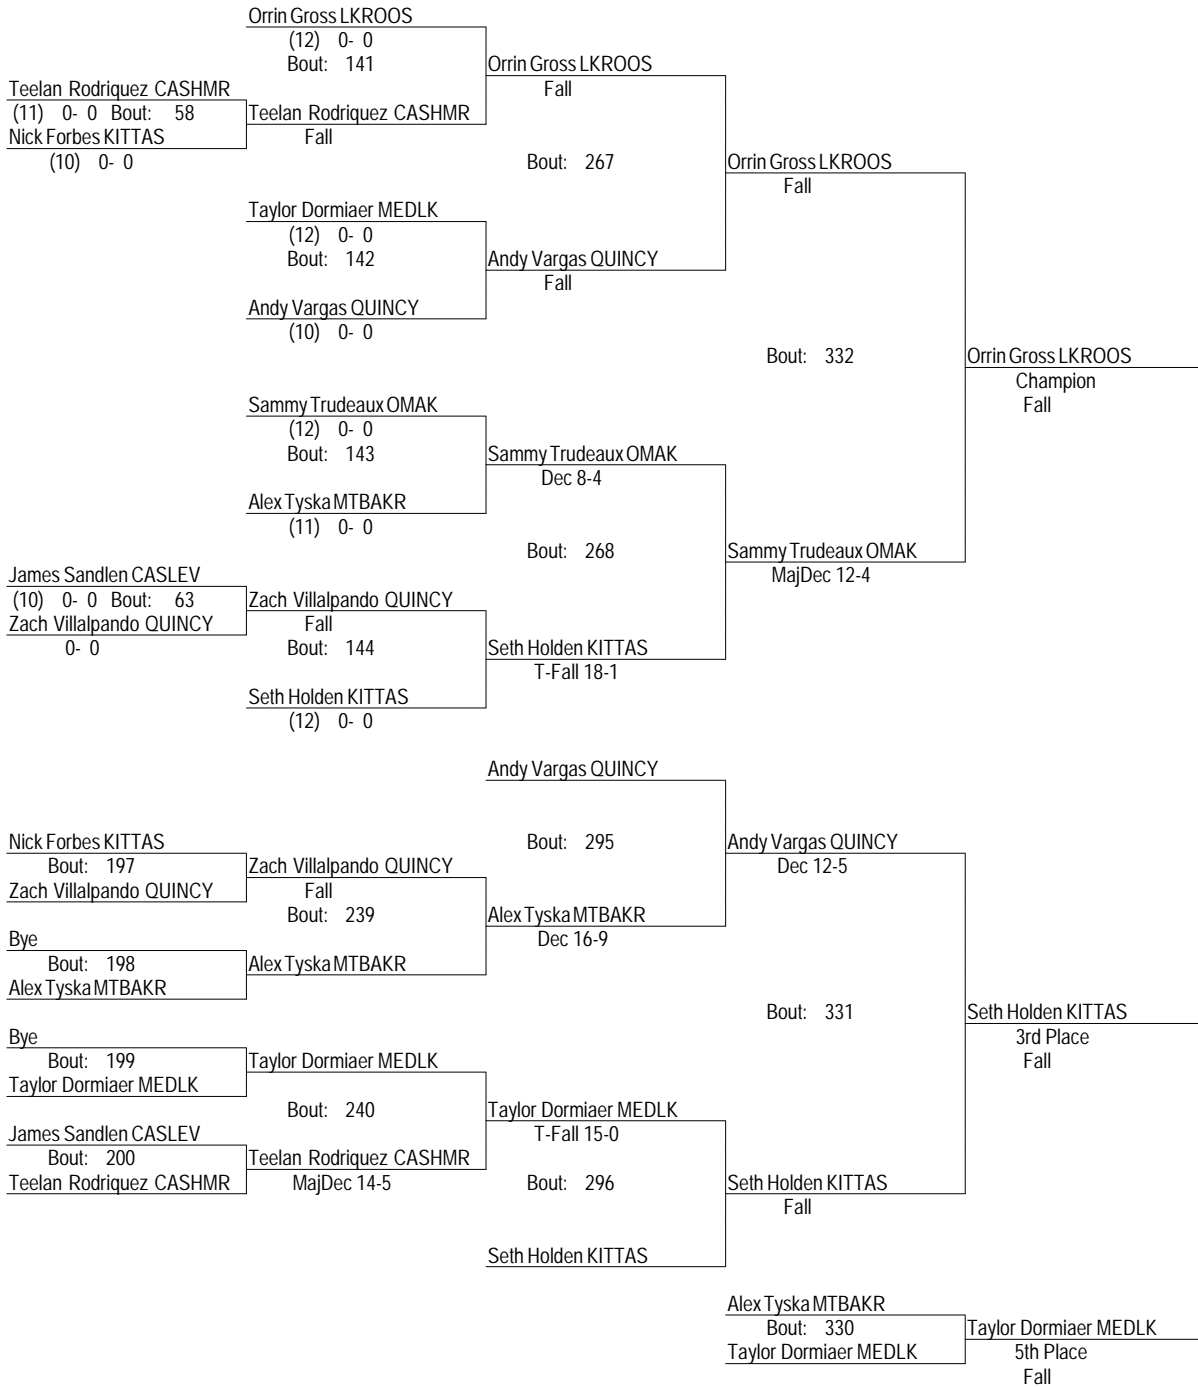 Orrin Gross LKROOS
(12) 0- 0
Bout: 141
Orrin Gross LKROOS
Fall
Teelan Rodriquez CASHMR
(11) 0- 0 Bout: 58
Teelan Rodriquez CASHMR
Fall
Nick Forbes KITTAS
(10) 0- 0
Bout: 267
Orrin Gross LKROOS
Fall
Taylor Dormiaer MEDLK
(12) 0- 0
Bout: 142
Andy Vargas QUINCY
Fall
Andy Vargas QUINCY
(10) 0- 0
Bout: 332
Orrin Gross LKROOS
Champion
Fall
Sammy Trudeaux OMAK
(12) 0- 0
Bout: 143
Sammy Trudeaux OMAK
Dec 8-4
Alex Tyska MTBAKR
(11) 0- 0
Bout: 268
Sammy Trudeaux OMAK
MajDec 12-4
James Sandlen CASLEV
(10) 0- 0 Bout: 63
Zach Villalpando QUINCY
Fall
Zach Villalpando QUINCY
0- 0
Bout: 144
Seth Holden KITTAS
T-Fall 18-1
Seth Holden KITTAS
(12) 0- 0
Andy Vargas QUINCY
Nick Forbes KITTAS
Bout: 197
Zach Villalpando QUINCY
Zach Villalpando QUINCY
Fall
Bout: 239
Bout: 295
Andy Vargas QUINCY
Dec 12-5
Alex Tyska MTBAKR
Dec 16-9
Bye
Bout: 198
Alex Tyska MTBAKR
Alex Tyska MTBAKR
Bout: 331
Seth Holden KITTAS
3rd Place
Fall
Bye
Bout: 199
Taylor Dormiaer MEDLK
Taylor Dormiaer MEDLK
Bout: 240
Taylor Dormiaer MEDLK
T-Fall 15-0
James Sandlen CASLEV
Bout: 200
Teelan Rodriquez CASHMR
Teelan Rodriquez CASHMR
MajDec 14-5
Bout: 296
Seth Holden KITTAS
Fall
Seth Holden KITTAS
Alex Tyska MTBAKR
Bout: 330
Taylor Dormiaer MEDLK
Taylor Dormiaer MEDLK
5th Place
Fall